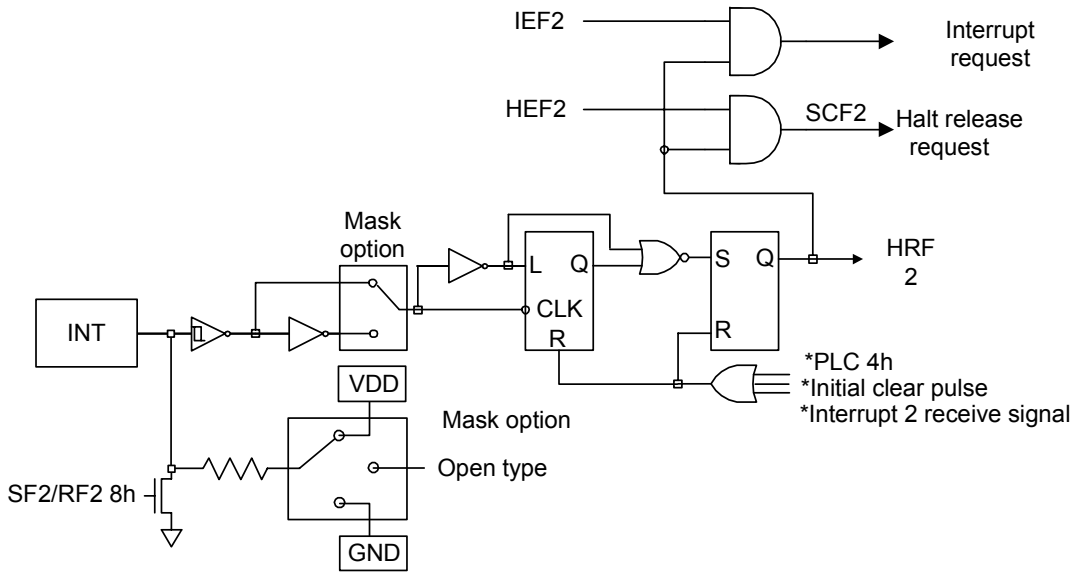 IEF2
Interrupt
request
HEF2
SCF2
Halt release
request
Mask
option
L
Q
CLK
R
S
Q
R
HRF
2
INT
*PLC 4h
*Initial clear pulse
*Interrupt 2 receive signal
VDD
Mask option
Open type
SF2/RF2 8h
GND